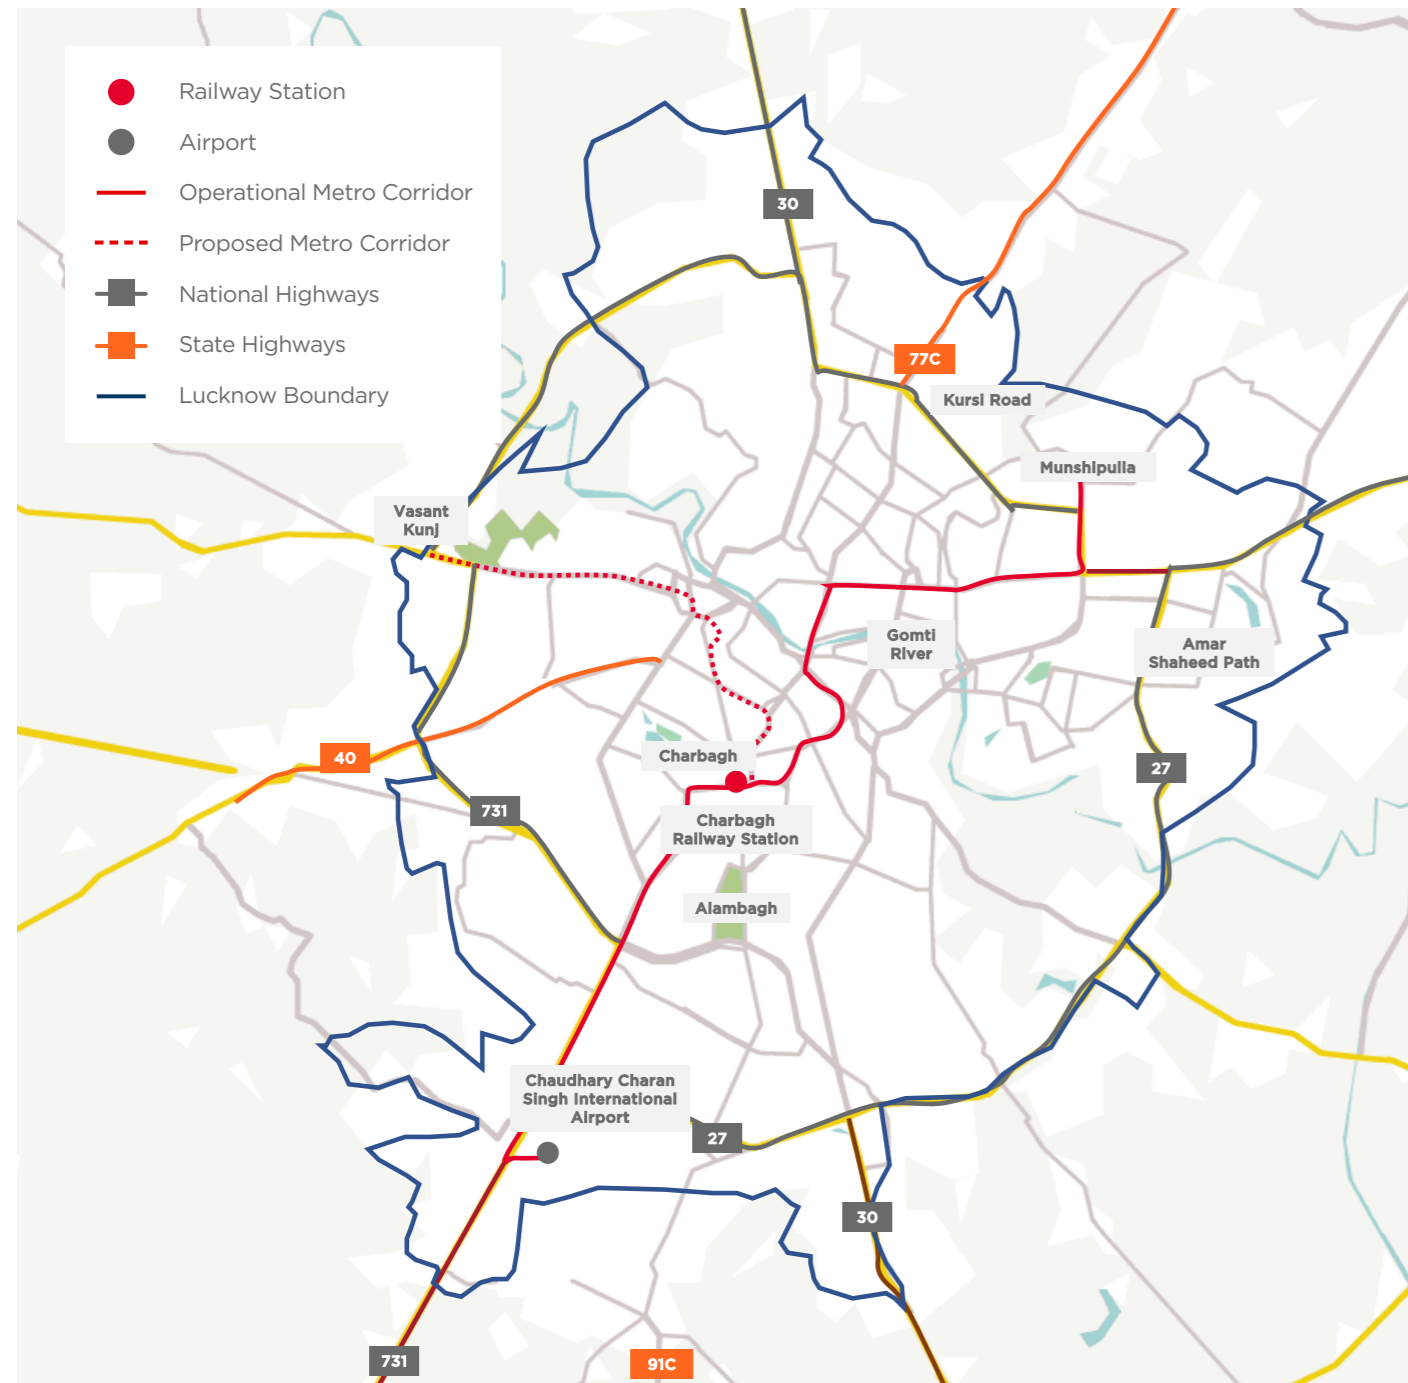 Railway Station
Airport
Operational Metro Corridor
Proposed Metro Corridor
National Highways
State Highways
Lucknow Boundary
30
77C
Kursi Road
Munshipulia
Vasant
Kunj
Gomti
River
Amar
Shaheed Path
Charbagh
40
27
731
Charbagh
Railway Station
Alambagh
Chaudhary Charan
Singh International
Airport
27
30
731
91C